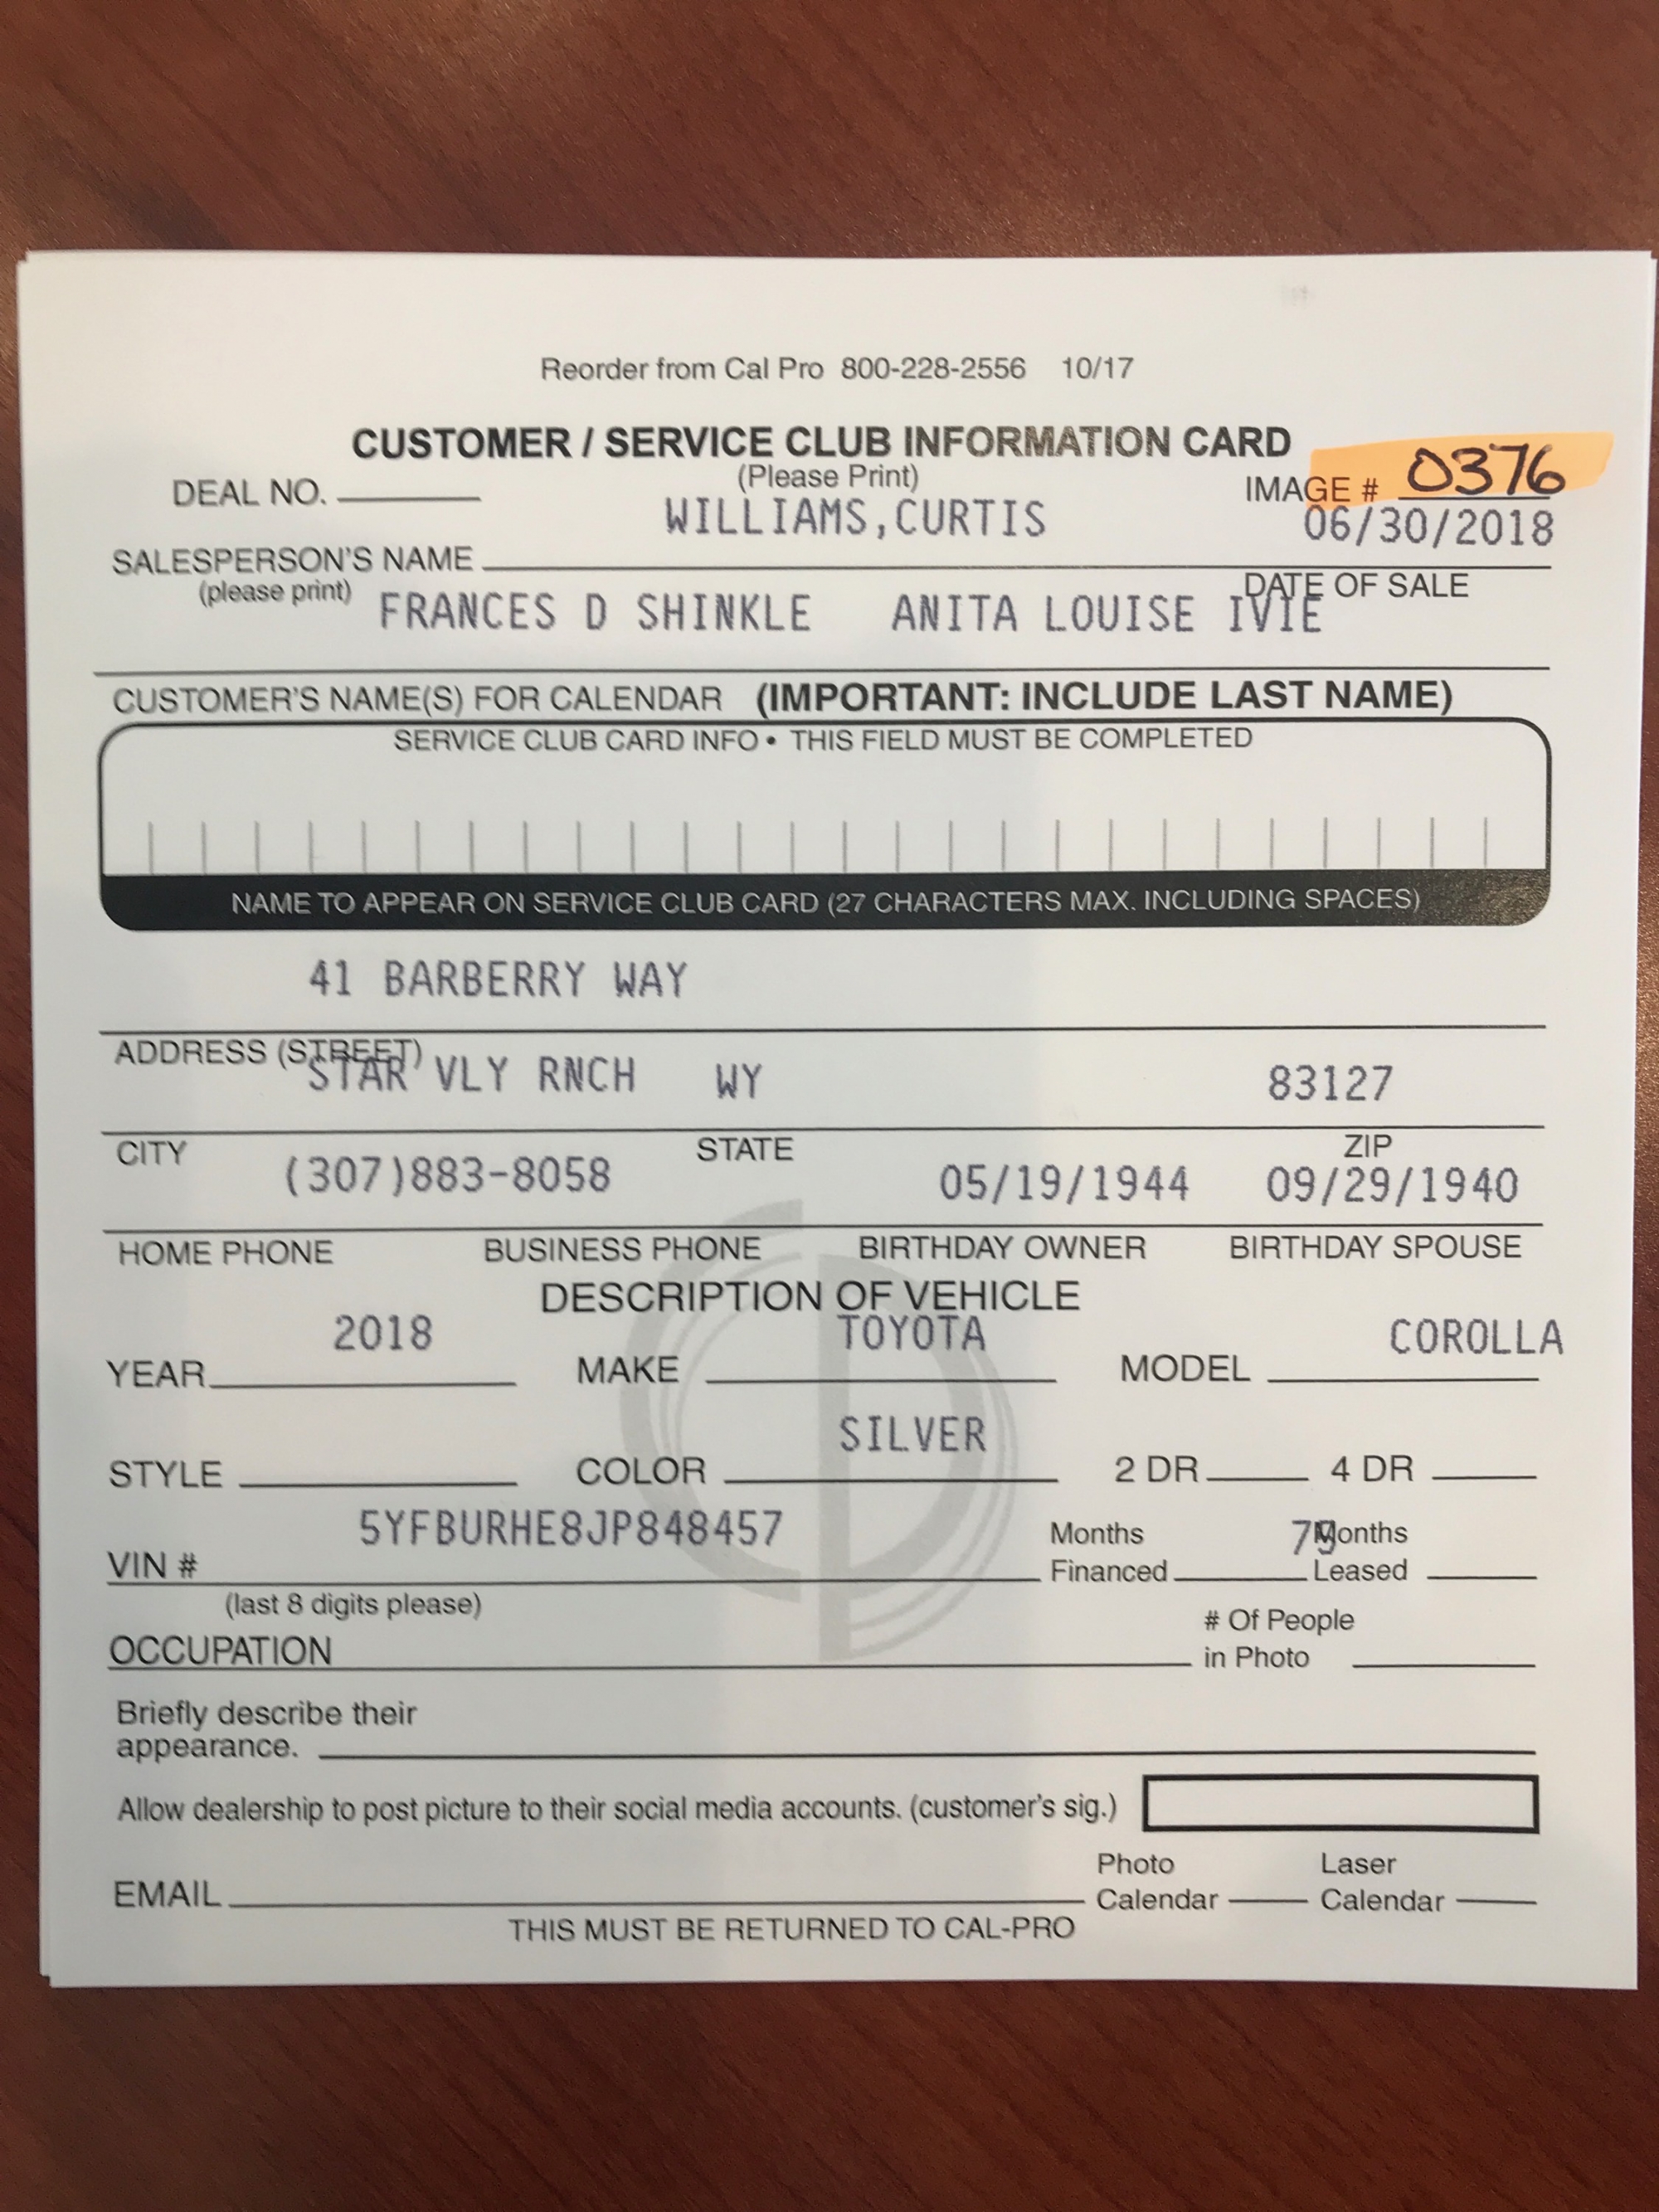 Reorder from Cal Pro 800-228-2556 10/17
CUSTOMER / SERVICE CLUB INFORMATION CARD
(Please Print)
DEAL NO.
IMAGE # 0376
WILLIAMS,CURTIS 06/30/2018
SALESPERSON'S NAME
(please print)
DATE OF SALE
FRANCES D SHINKLE ANITA LOUISE IVIE
CUSTOMER'S NAME(S) FOR CALENDAR (IMPORTANT: INCLUDE LAST NAME)
SERVICE CLUB CARD INFO • THIS FIELD MUST BE COMPLETED
NAME TO APPEAR ON SERVICE CLUB CARD (27 CHARACTERS MAX. INCLUDING SPACES)
41 BARBERRY WAY
ADDRESS (STREET)
STAR VLY RNCH WY 83127
CITY STATE ZIP
(307)883-8058 05/19/1944 09/29/1940
HOME PHONE BUSINESS PHONE BIRTHDAY OWNER BIRTHDAY SPOUSE
DESCRIPTION OF VEHICLE
2018 TOYOTA COROLLA
YEAR MAKE MODEL
SILVER
STYLE COLOR 2 DR 4 DR
5YFBURHE8JP848457 75
VIN # Months Financed Months Leased
(last 8 digits please)
OCCUPATION # Of People in Photo
Briefly describe their
appearance.
Allow dealership to post picture to their social media accounts. (customer's sig.)
EMAIL Photo Calendar Laser Calendar
THIS MUST BE RETURNED TO CAL-PRO